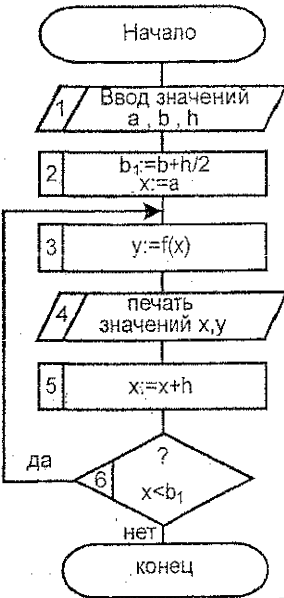 Начало
1
Ввод значений
a , b , h
2
b₁:=b+h/2
x:=a
3
y:=f(x)
4
печать
значений x,y
5
x:=x+h
да
?
6
x<b₁
нет
конец